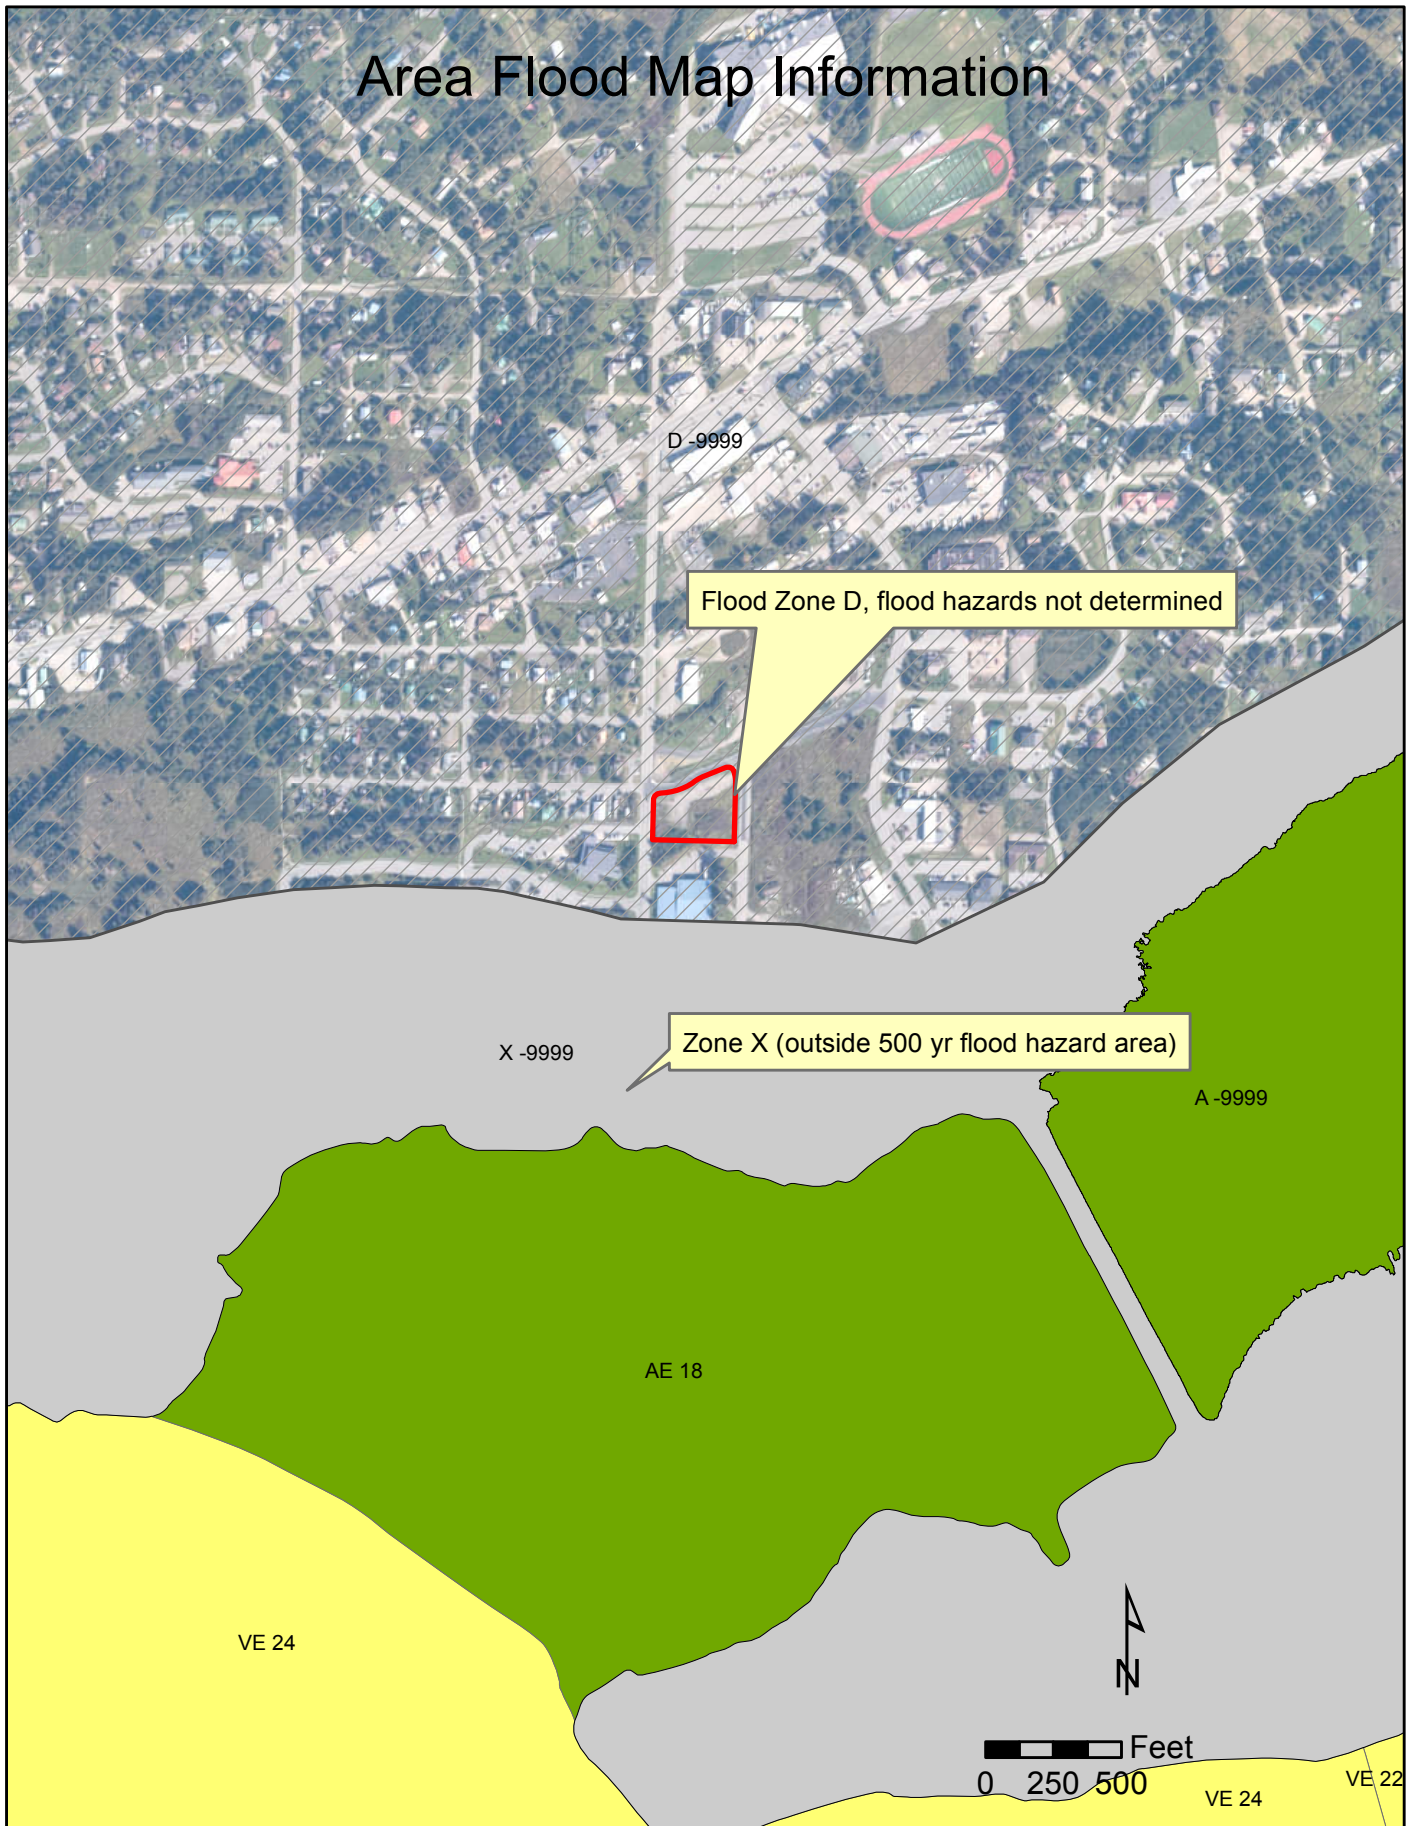 Area Flood Map Information
D -9999
Flood Zone D, flood hazards not determined
X -9999
Zone X (outside 500 yr flood hazard area)
A -9999
AE 18
VE 24
N
Feet
0 250 500
VE 24
VE 22